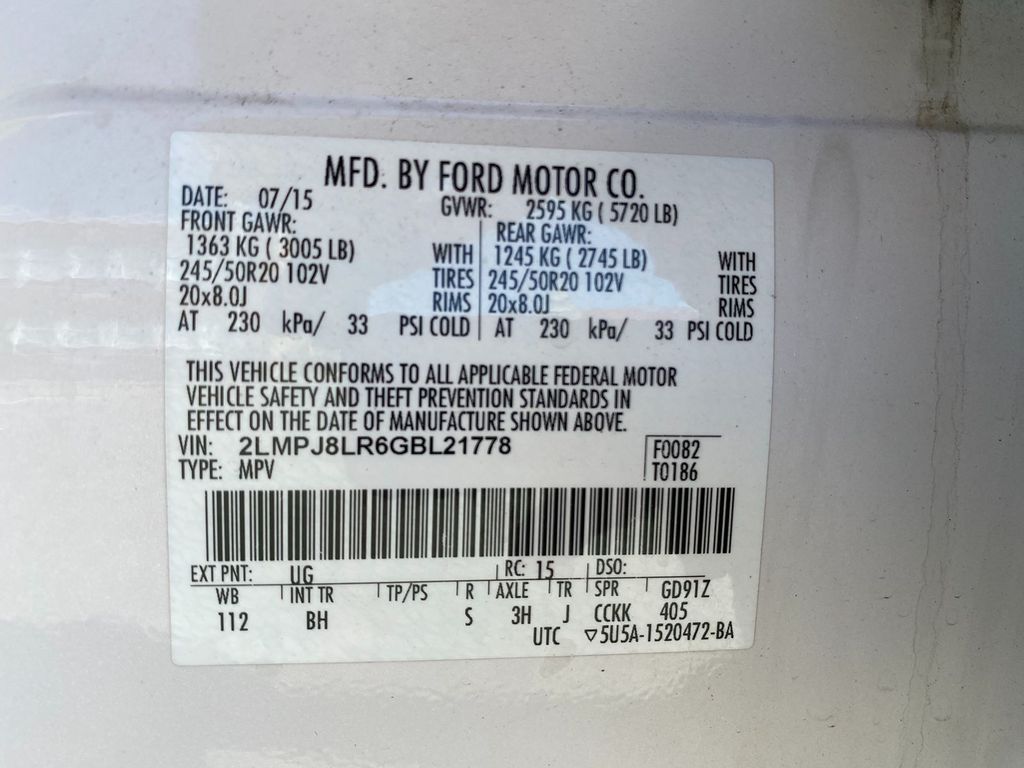 MFD. BY FORD MOTOR CO.
DATE: 07/15 GVWR: 2595 KG ( 5720 LB)
FRONT GAWR: REAR GAWR:
1363 KG ( 3005 LB) WITH 1245 KG ( 2745 LB) WITH
245/50R20 102V TIRES 245/50R20 102V TIRES
20x8.0J RIMS 20x8.0J RIMS
AT 230 kPa/ 33 PSI COLD AT 230 kPa/ 33 PSI COLD
THIS VEHICLE CONFORMS TO ALL APPLICABLE FEDERAL MOTOR
VEHICLE SAFETY AND THEFT PREVENTION STANDARDS IN
EFFECT ON THE DATE OF MANUFACTURE SHOWN ABOVE.
VIN: 2LMPJ8LR6GBL21778 F0082
TYPE: MPV T0186
EXT PNT: UG RC: 15 DSO:
WB INT TR TP/PS R AXLE TR SPR GD91Z
112 BH S 3H J CCKK 405
UTC ▽5U5A-1520472-BA